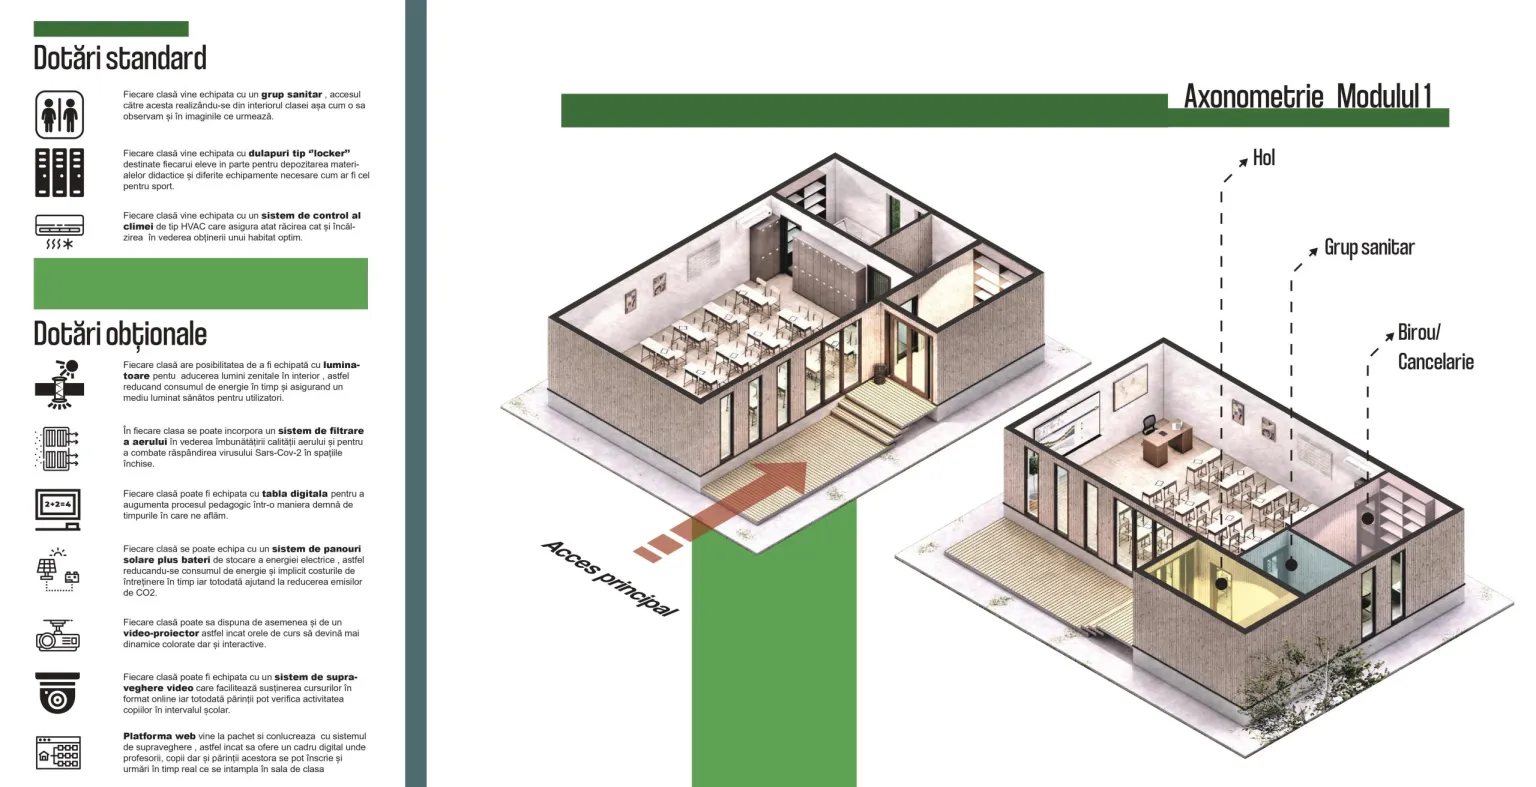 Dotări standard
Fiecare clasă vine echipata cu un grup sanitar , accesul
către acesta realizându-se din interiorul clasei așa cum o sa
observam și în imaginile ce urmează.
Fiecare clasă vine echipata cu dulapuri tip “locker”
destinate fiecarui eleve in parte pentru depozitarea materi-
alelor didactice și diferite echipamente necesare cum ar fi cel
pentru sport.
Fiecare clasă vine echipata cu sistem de control al
climei de tip HVAC care asigura atat răcirea cat și încăl-
zirea în vederea obținerii unui habitat optim.
Dotări obționale
Fiecare clasă are posibilitatea de a fi echipată cu lumina-
toare pentu aducerea lumini zenitale în interior , astfel
reducand consumul de energie în timp și asigurand un
mediu luminat sănătos pentru utilizatori.
În fiecare clasa se poate incorpora un sistem de filtrare
a aerului în vederea îmbunătățirii calității aerului și pentru
a combate răspândirea virusului Sars-Cov-2 în spațiile
închise.
2+2=4
Fiecare clasă poate fi echipata cu tabla digitala pentru a
augumenta procesul pedagogic într-o maniera demnă de
timpurile în care ne aflăm.
Fiecare clasă se poate echipa cu un sistem de panouri
solare plus bateri de stocare a energiei electrice , astfel
reducandu-se consumul de energie și implicit costurile de
întreținere în timp iar totodată ajutand la reducerea emisilor
de CO2.
Fiecare clasă poate sa dispuna de asemenea și de un
video-proiector astfel incat orele de curs să devină mai
dinamice colorate dar și interactive.
Fiecare clasă poate fi echipata cu un sistem de supra-
veghere video care facilitează susținerea cursurilor în
format online iar totodată părinții pot verifica activitatea
copiilor în intervalul școlar.
Platforma web vine la pachet si conlucreaza cu sistemul
de supraveghere , astfel incat sa ofere un cadru digital unde
profesorii, copii dar și părinții acestora se pot înscrie și
urmări în timp real ce se intampla în sala de clasa
Axonometrie Modulul 1
Hol
Grup sanitar
Birou/
Cancelarie
Acces principal